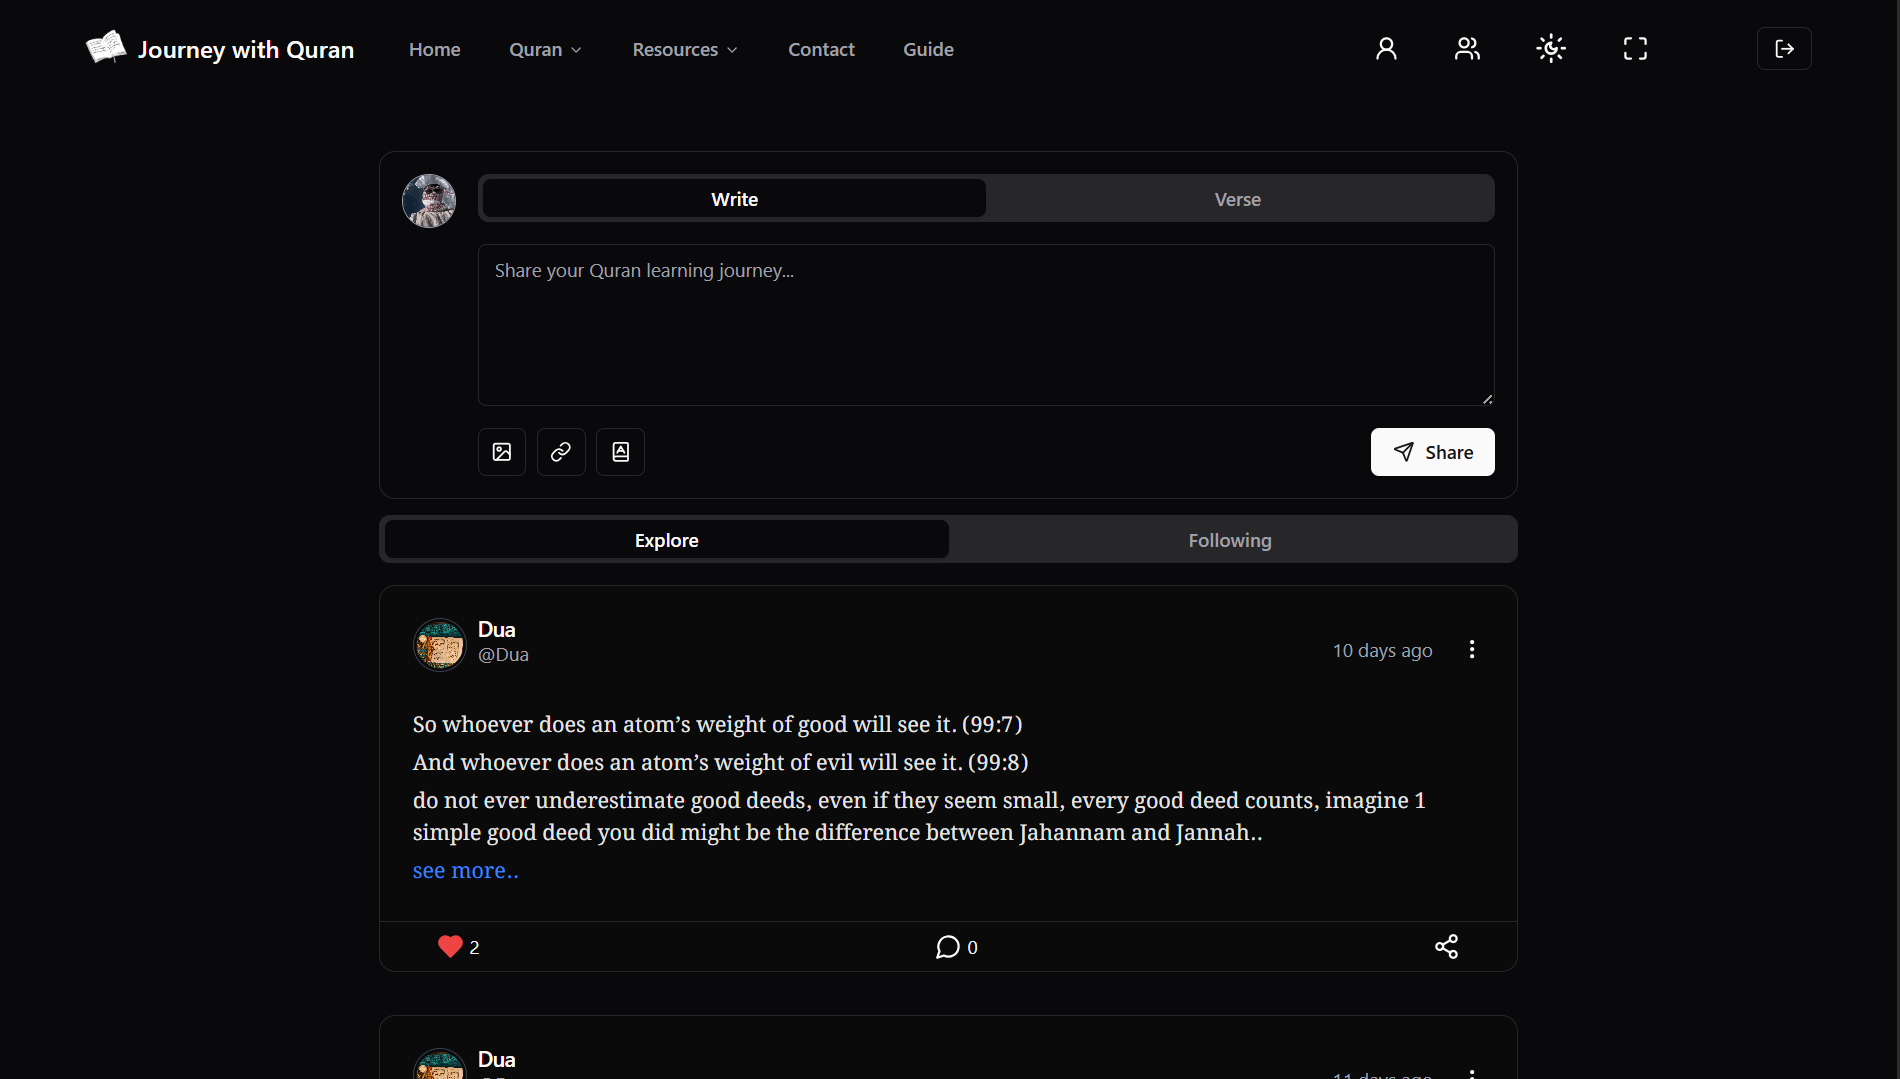 Journey with Quran
Home
Quran
Resources
Contact
Guide
Write
Verse
Share your Quran learning journey...
Share
Explore
Following
Dua
@Dua
10 days ago
So whoever does an atom’s weight of good will see it. (99:7)
And whoever does an atom’s weight of evil will see it. (99:8)
do not ever underestimate good deeds, even if they seem small, every good deed counts, imagine 1
simple good deed you did might be the difference between Jahannam and Jannah..
see more..
2
0
Dua
11 days ago